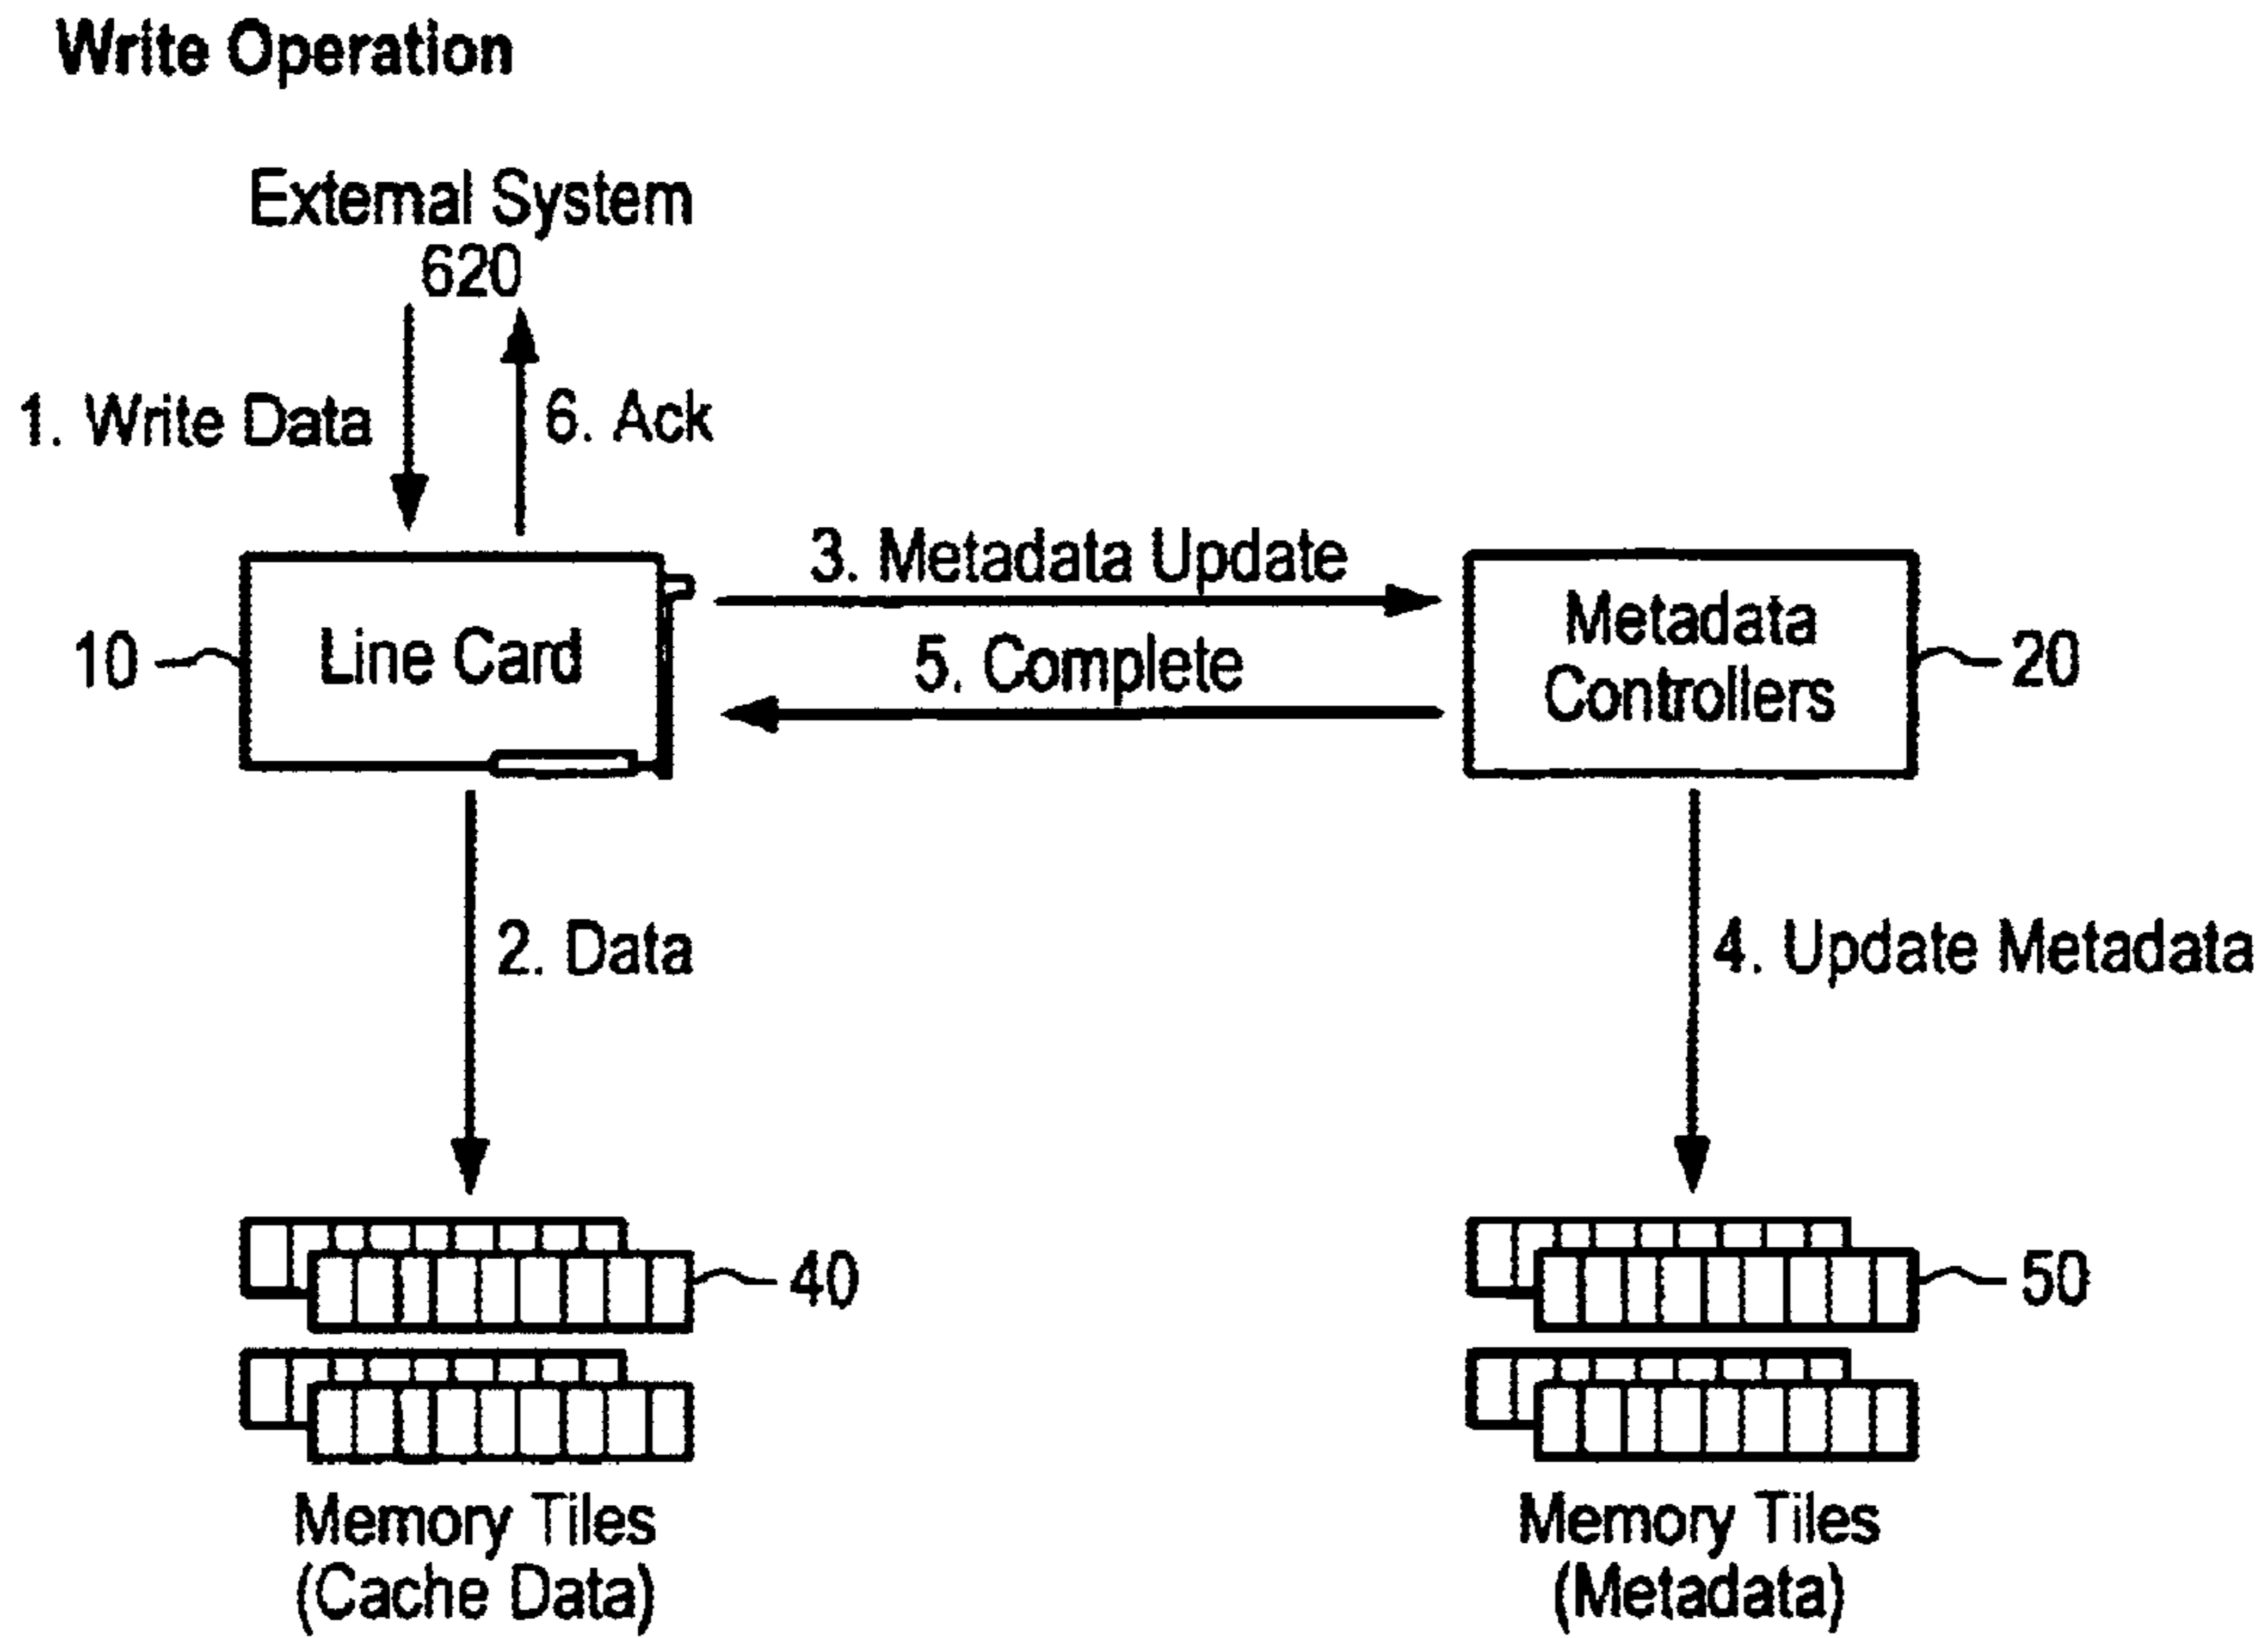 Write Operation
External System
620
1. Write Data
6. Ack
3. Metadata Update
10
Line Card
5. Complete
Metadata
Controllers
20
2. Data
4. Update Metadata
40
50
Memory Tiles
(Cache Data)
Memory Tiles
(Metadata)